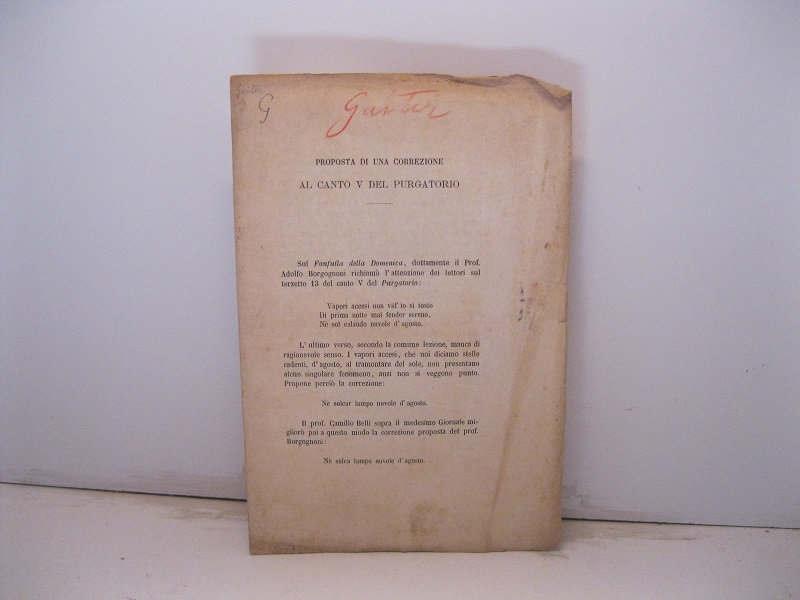 G
Gaiter
PROPOSTA DI UNA CORREZIONE
AL CANTO V DEL PURGATORIO
Sul Fanfulla della Domenica, dottamente il Prof.
Adolfo Borgognoni richiamò l'attenzione dei lettori sul
terzetto 13 del canto V del Purgatorio:
Vapori accesi non vid' io sì tosto
Di prima notte mai fender sereno,
Nè sol calando nuvole d'agosto.
L'ultimo verso, secondo la comune lezione, manca di
ragionevole senso. I vapori accesi, che noi diciamo stelle
cadenti, d'agosto, al tramontare del sole, non presentano
alcun singolare fenomeno, anzi non si veggono punto.
Propone perciò la correzione:
Nè solcar lampo nuvole d'agosto.
Il prof. Camillo Belli sopra il medesimo Giornale mi-
gliorò poi a questo modo la correzione proposta del prof.
Borgognoni:
Nè solca lampo nuvole d'agosto.